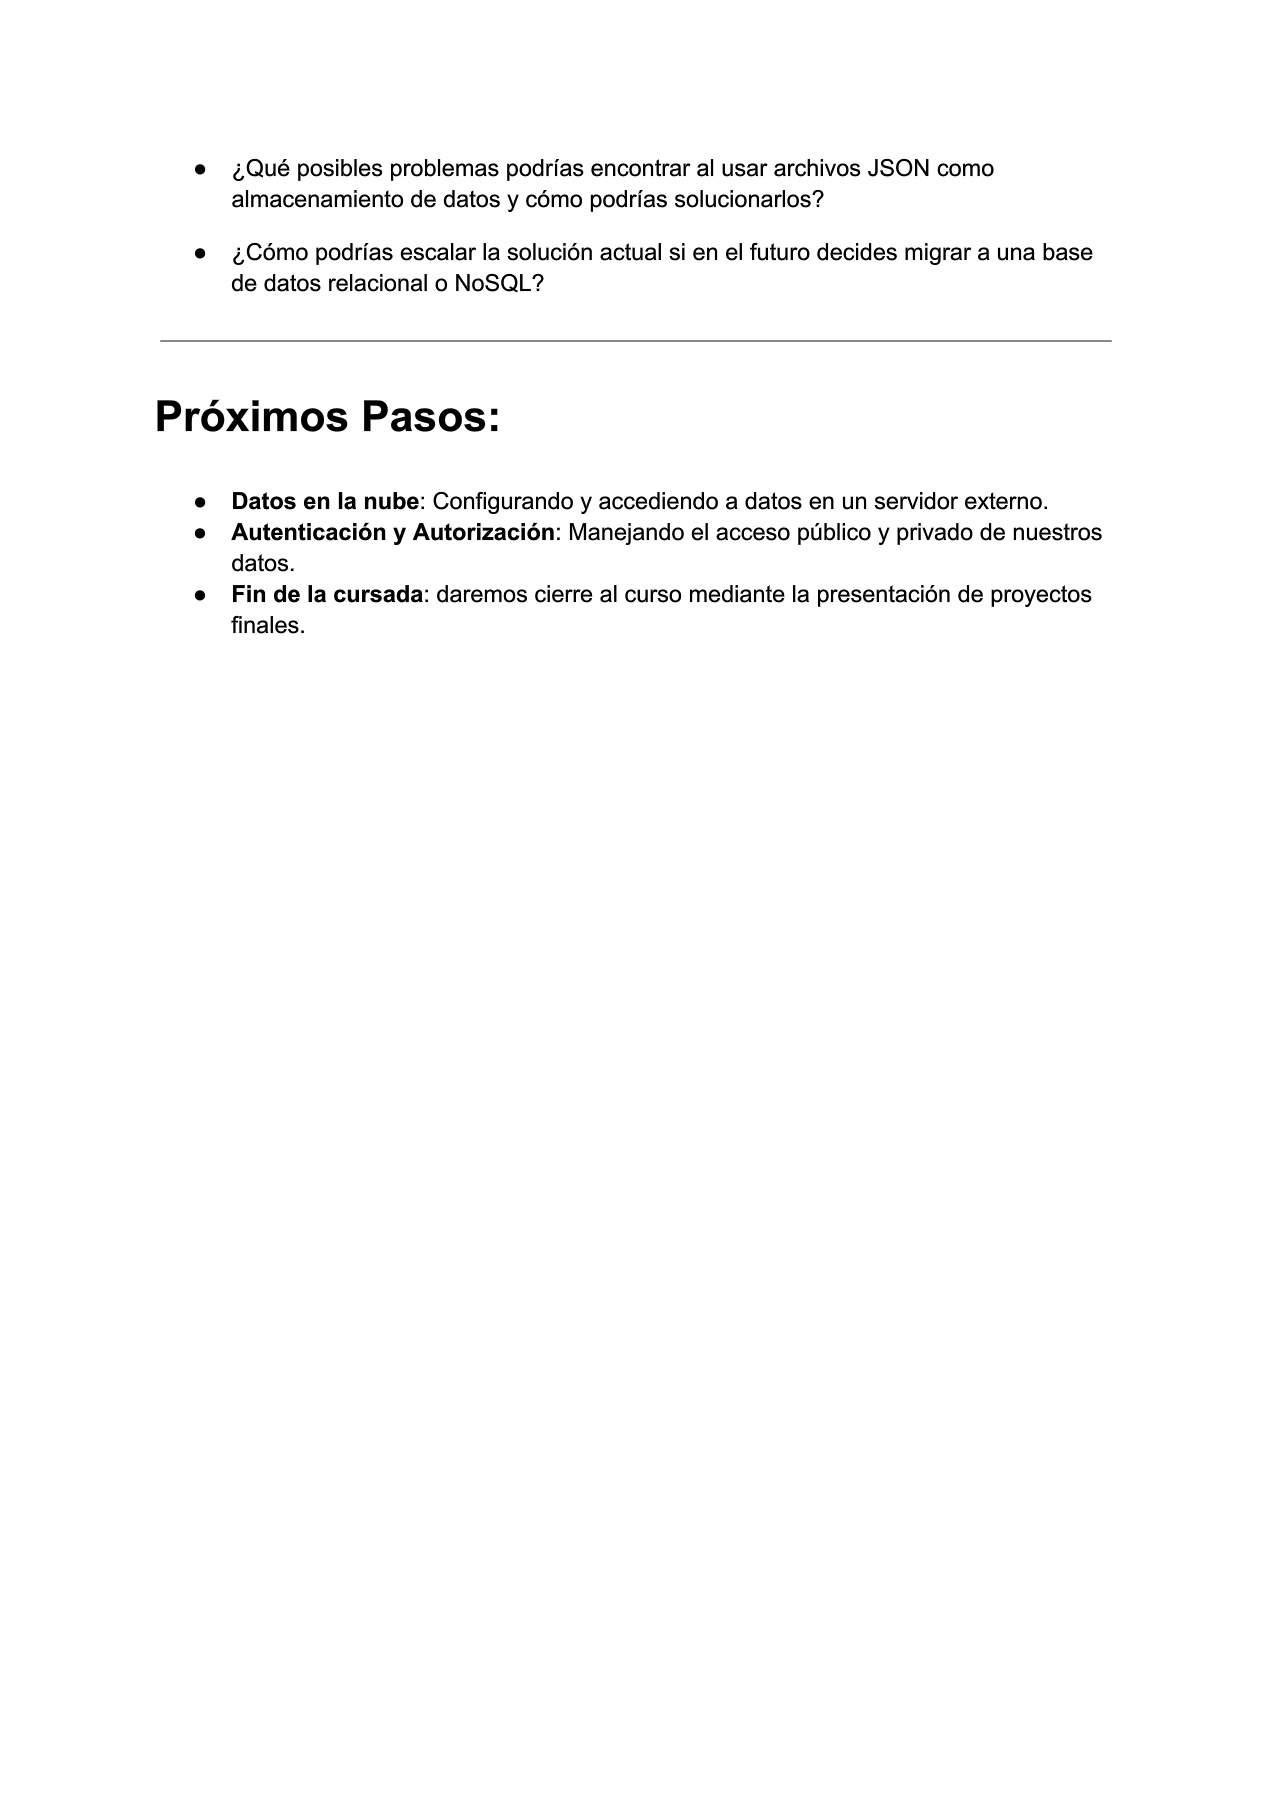 ● ¿Qué posibles problemas podrías encontrar al usar archivos JSON como
almacenamiento de datos y cómo podrías solucionarlos?
● ¿Cómo podrías escalar la solución actual si en el futuro decides migrar a una base
de datos relacional o NoSQL?
Próximos Pasos:
● Datos en la nube: Configurando y accediendo a datos en un servidor externo.
● Autenticación y Autorización: Manejando el acceso público y privado de nuestros
datos.
● Fin de la cursada: daremos cierre al curso mediante la presentación de proyectos
finales.